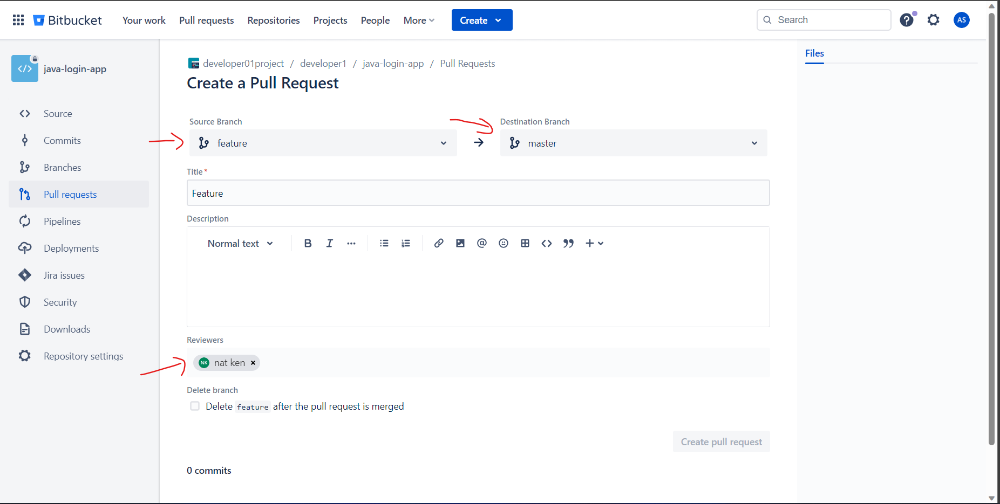 Bitbucket Your work Pull requests Repositories Projects People More Create Search AS
java-login-app
Source
Commits
Branches
Pull requests
Pipelines
Deployments
Jira issues
Security
Downloads
Repository settings
developer01project / developer1 / java-login-app / Pull Requests
Create a Pull Request
Source Branch
feature
Destination Branch
master
Title*
Feature
Description
Normal text
Reviewers
NK nat ken
Delete branch
Delete feature after the pull request is merged
Create pull request
0 commits
Files